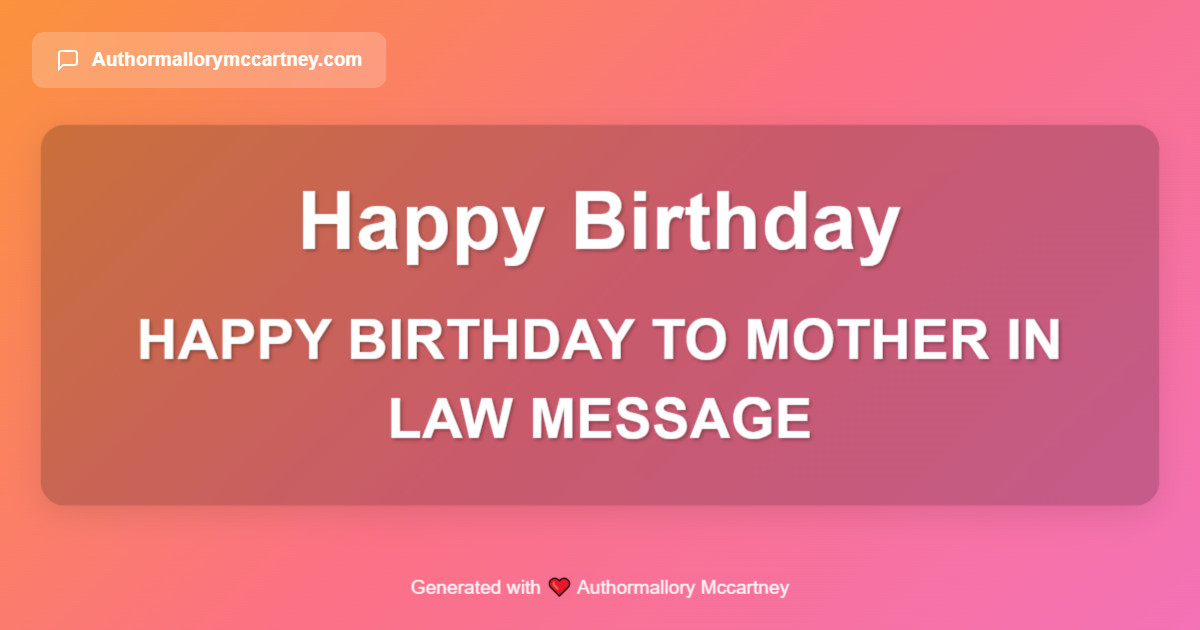 Authormallorymccartney.com
Happy Birthday
HAPPY BIRTHDAY TO MOTHER IN
LAW MESSAGE
Generated with ❤️ Authormallory Mccartney